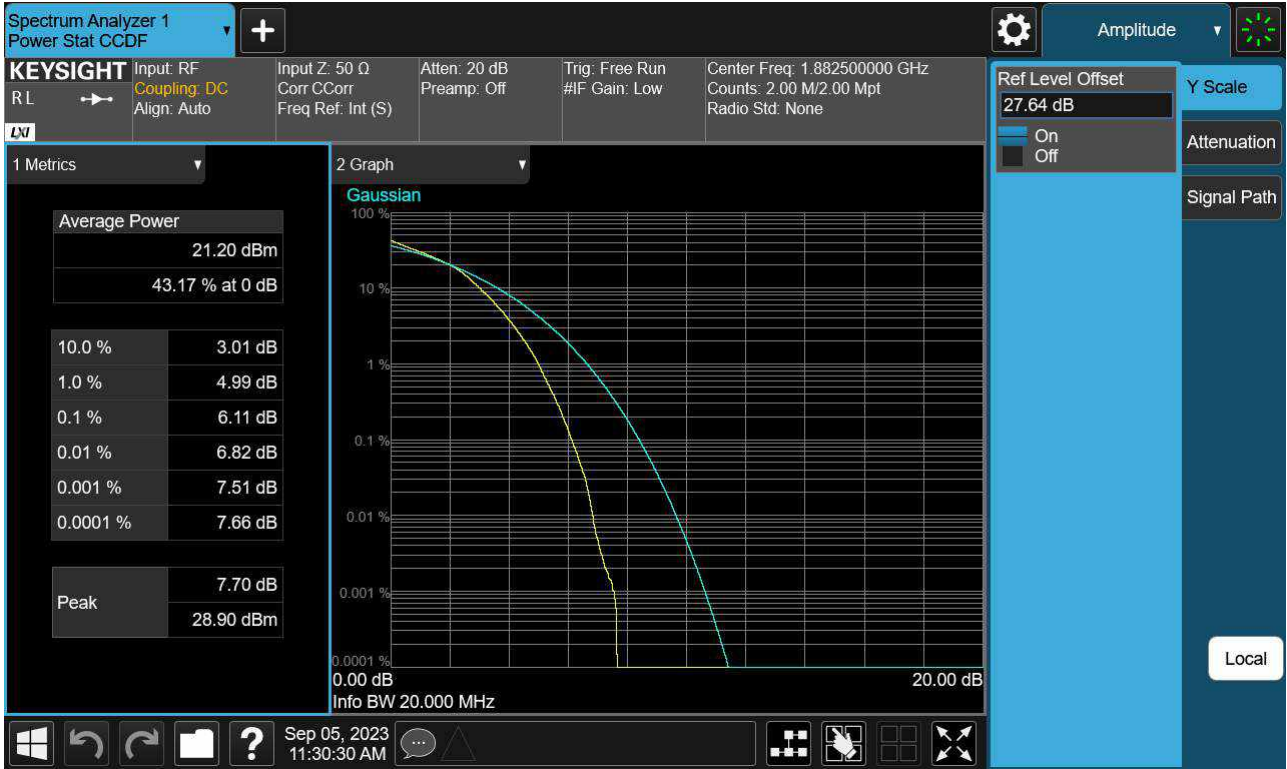 Spectrum Analyzer 1
Power Stat CCDF
+
Amplitude
KEYSIGHT
RL
LXI
Input: RF
Coupling: DC
Align: Auto
Input Z: 50 Ω
Corr CCorr
Freq Ref: Int (S)
Atten: 20 dB
Preamp: Off
Trig: Free Run
#IF Gain: Low
Center Freq: 1.882500000 GHz
Counts: 2.00 M/2.00 Mpt
Radio Std: None
Ref Level Offset
27.64 dB
On
Off
Y Scale
Attenuation
Signal Path
Local
1 Metrics
Average Power
21.20 dBm
43.17 % at 0 dB
10.0 % 3.01 dB
1.0 % 4.99 dB
0.1 % 6.11 dB
0.01 % 6.82 dB
0.001 % 7.51 dB
0.0001 % 7.66 dB
Peak
7.70 dB
28.90 dBm
2 Graph
Gaussian
100 %
10 %
1 %
0.1 %
0.01 %
0.001 %
0.0001 %
0.00 dB 20.00 dB
Info BW 20.000 MHz
?
Sep 05, 2023
11:30:30 AM